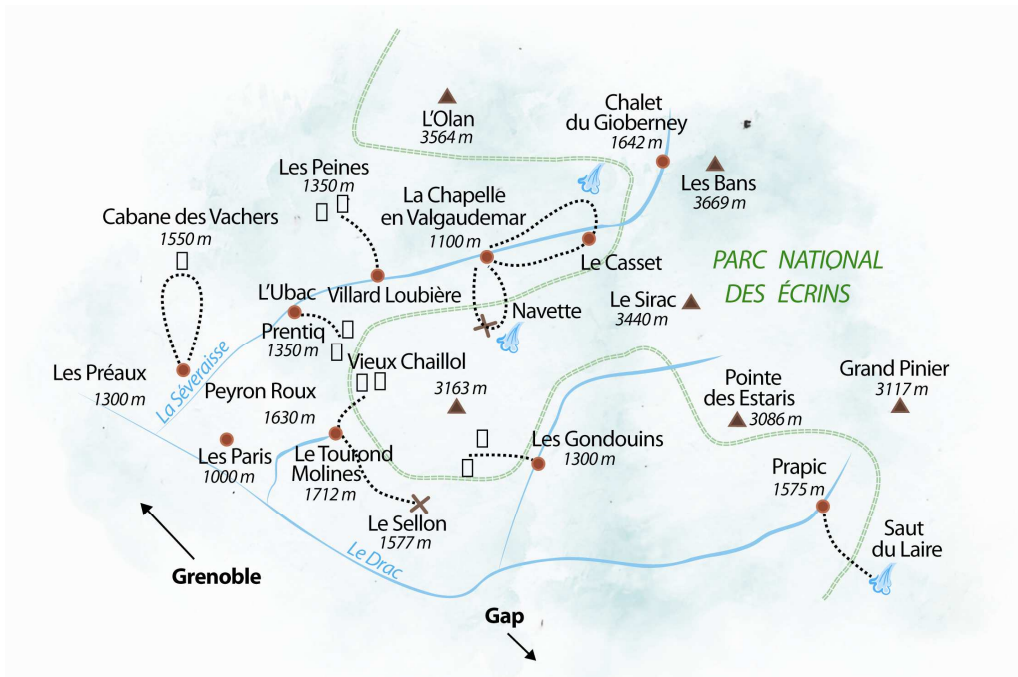 L'Olan
3564 m
Chalet
du Gioberney
1642 m
Les Bans
3669 m
Les Peines
1350 m
La Chapelle
en Valgaudemar
1100 m
Cabane des Vachers
1550 m
Le Casset
PARC NATIONAL
DES ÉCRINS
L'Ubac
Villard Loubière
Navette
Le Sirac
3440 m
Prentiq
1350 m
Vieux Chaillol
3163 m
Les Préaux
1300 m
La Séveraisse
Peyron Roux
1630 m
Pointe
des Estaris
3086 m
Grand Pinier
3117 m
Les Paris
1000 m
Le Tourond
Molines
1712 m
Les Gondouins
1300 m
Prapic
1575 m
Le Sellon
1577 m
Saut
du Laire
Le Drac
Grenoble
Gap